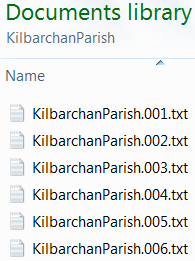 Documents library
KilbarchanParish
Name
KilbarchanParish.001.txt
KilbarchanParish.002.txt
KilbarchanParish.003.txt
KilbarchanParish.004.txt
KilbarchanParish.005.txt
KilbarchanParish.006.txt